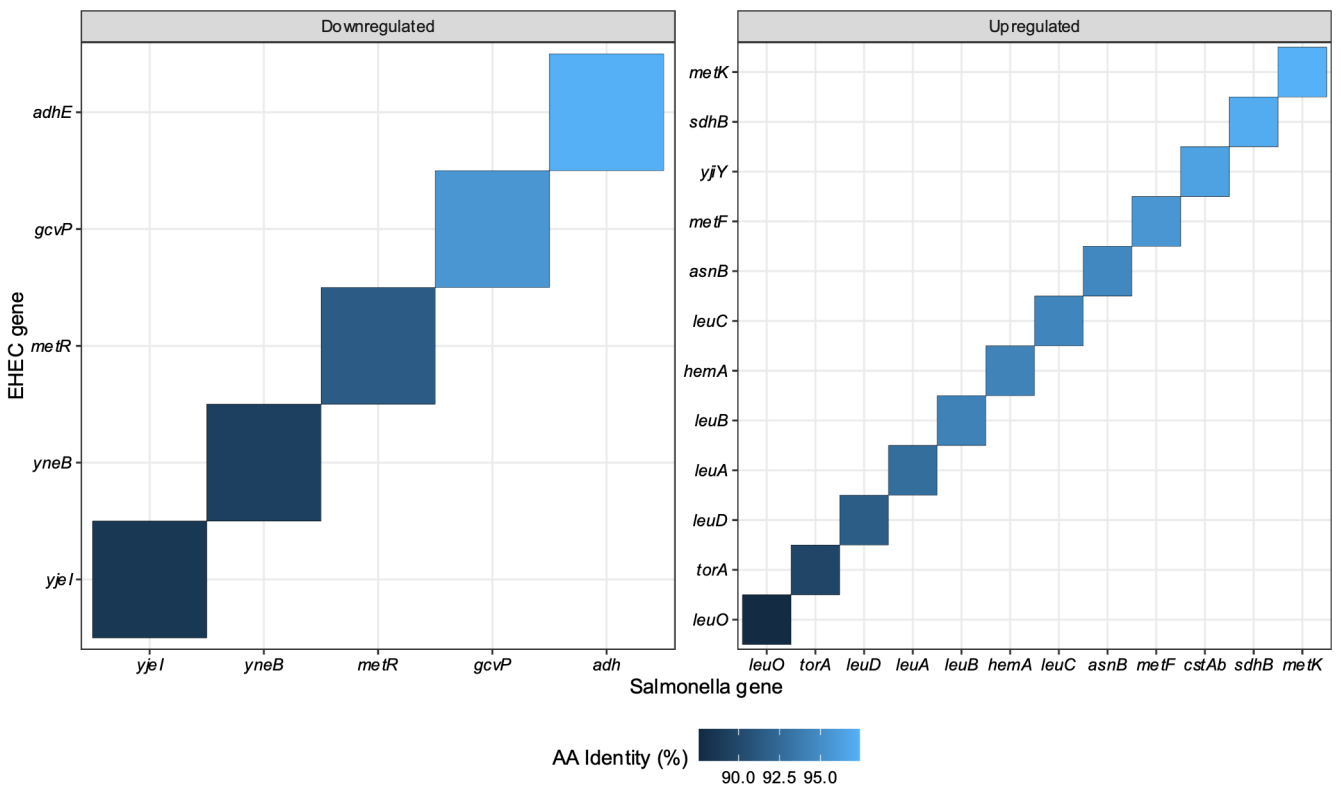 Downregulated
Upregulated
EHEC gene
adhE
gcvP
metR
yneB
yjeI
metK
sdhB
yjiY
metF
asnB
leuC
hemA
leuB
leuA
leuD
torA
leuO
yjeI yneB metR gcvP adh
leuO torA leuD leuA leuB hemA leuC asnB metF cstAb sdhB metK
Salmonella gene
AA Identity (%)
90.0 92.5 95.0